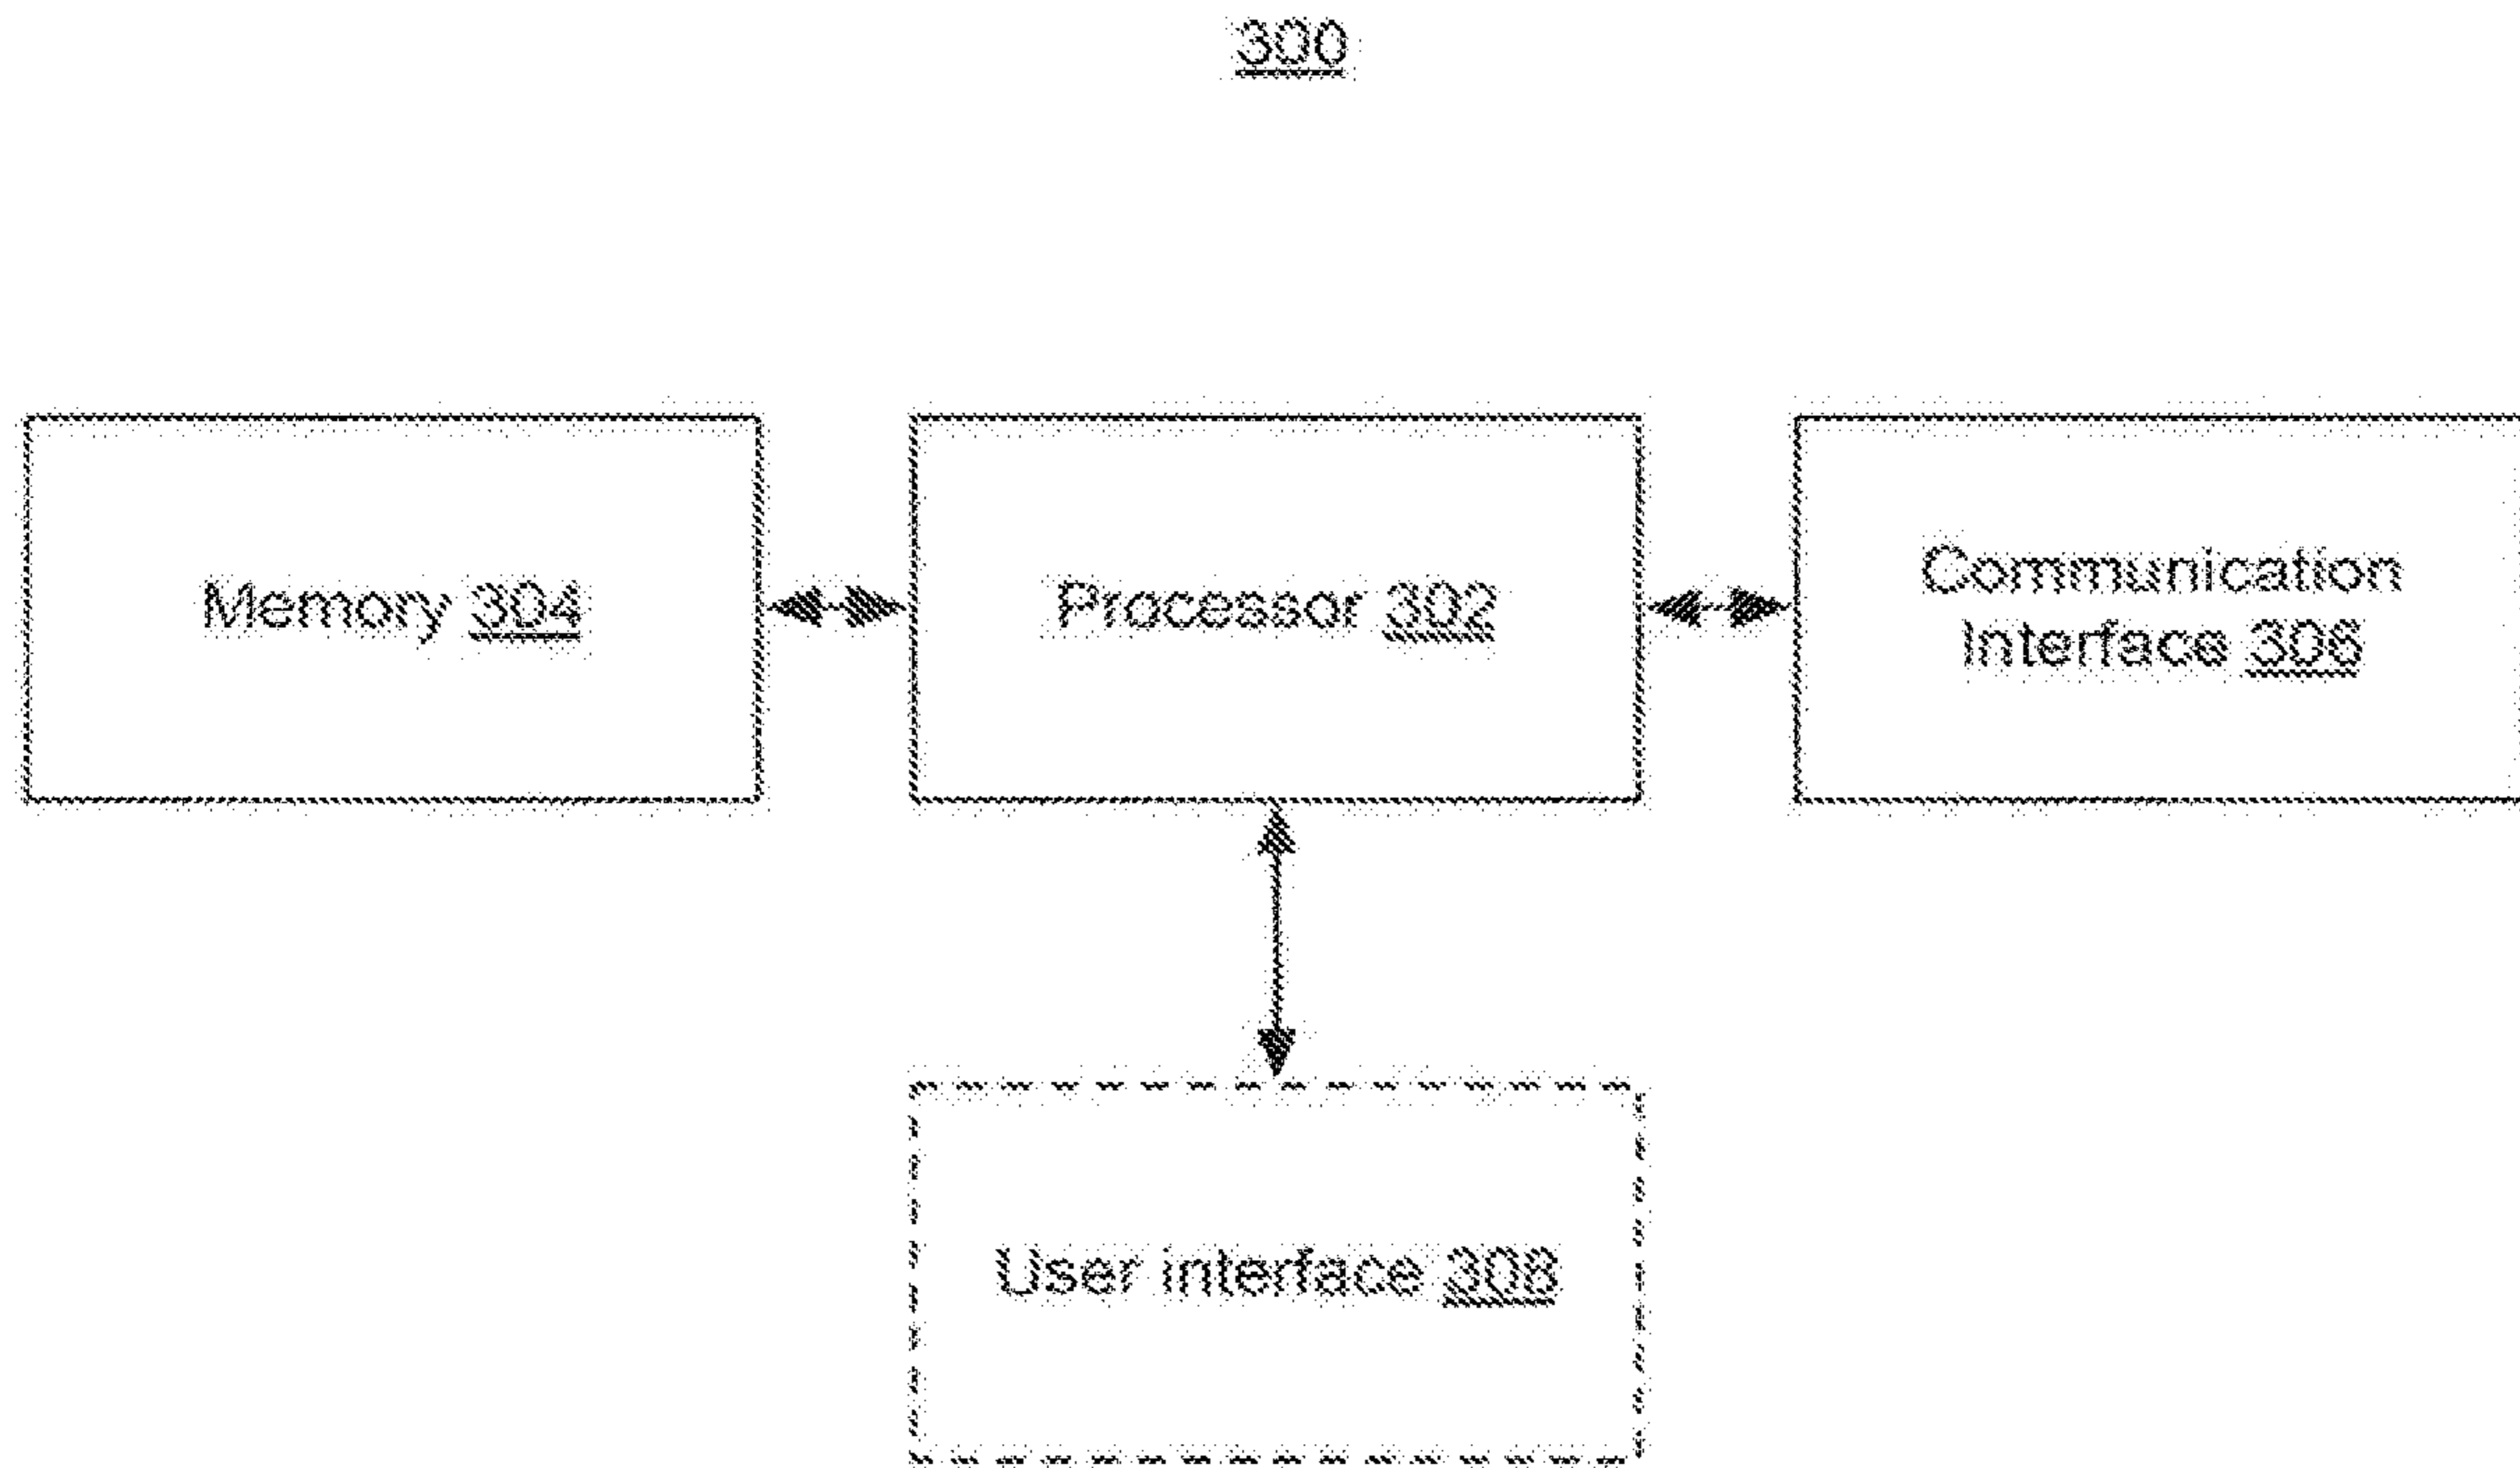 300
Memory 304
Processor 302
Communication
Interface 306
User interface 308